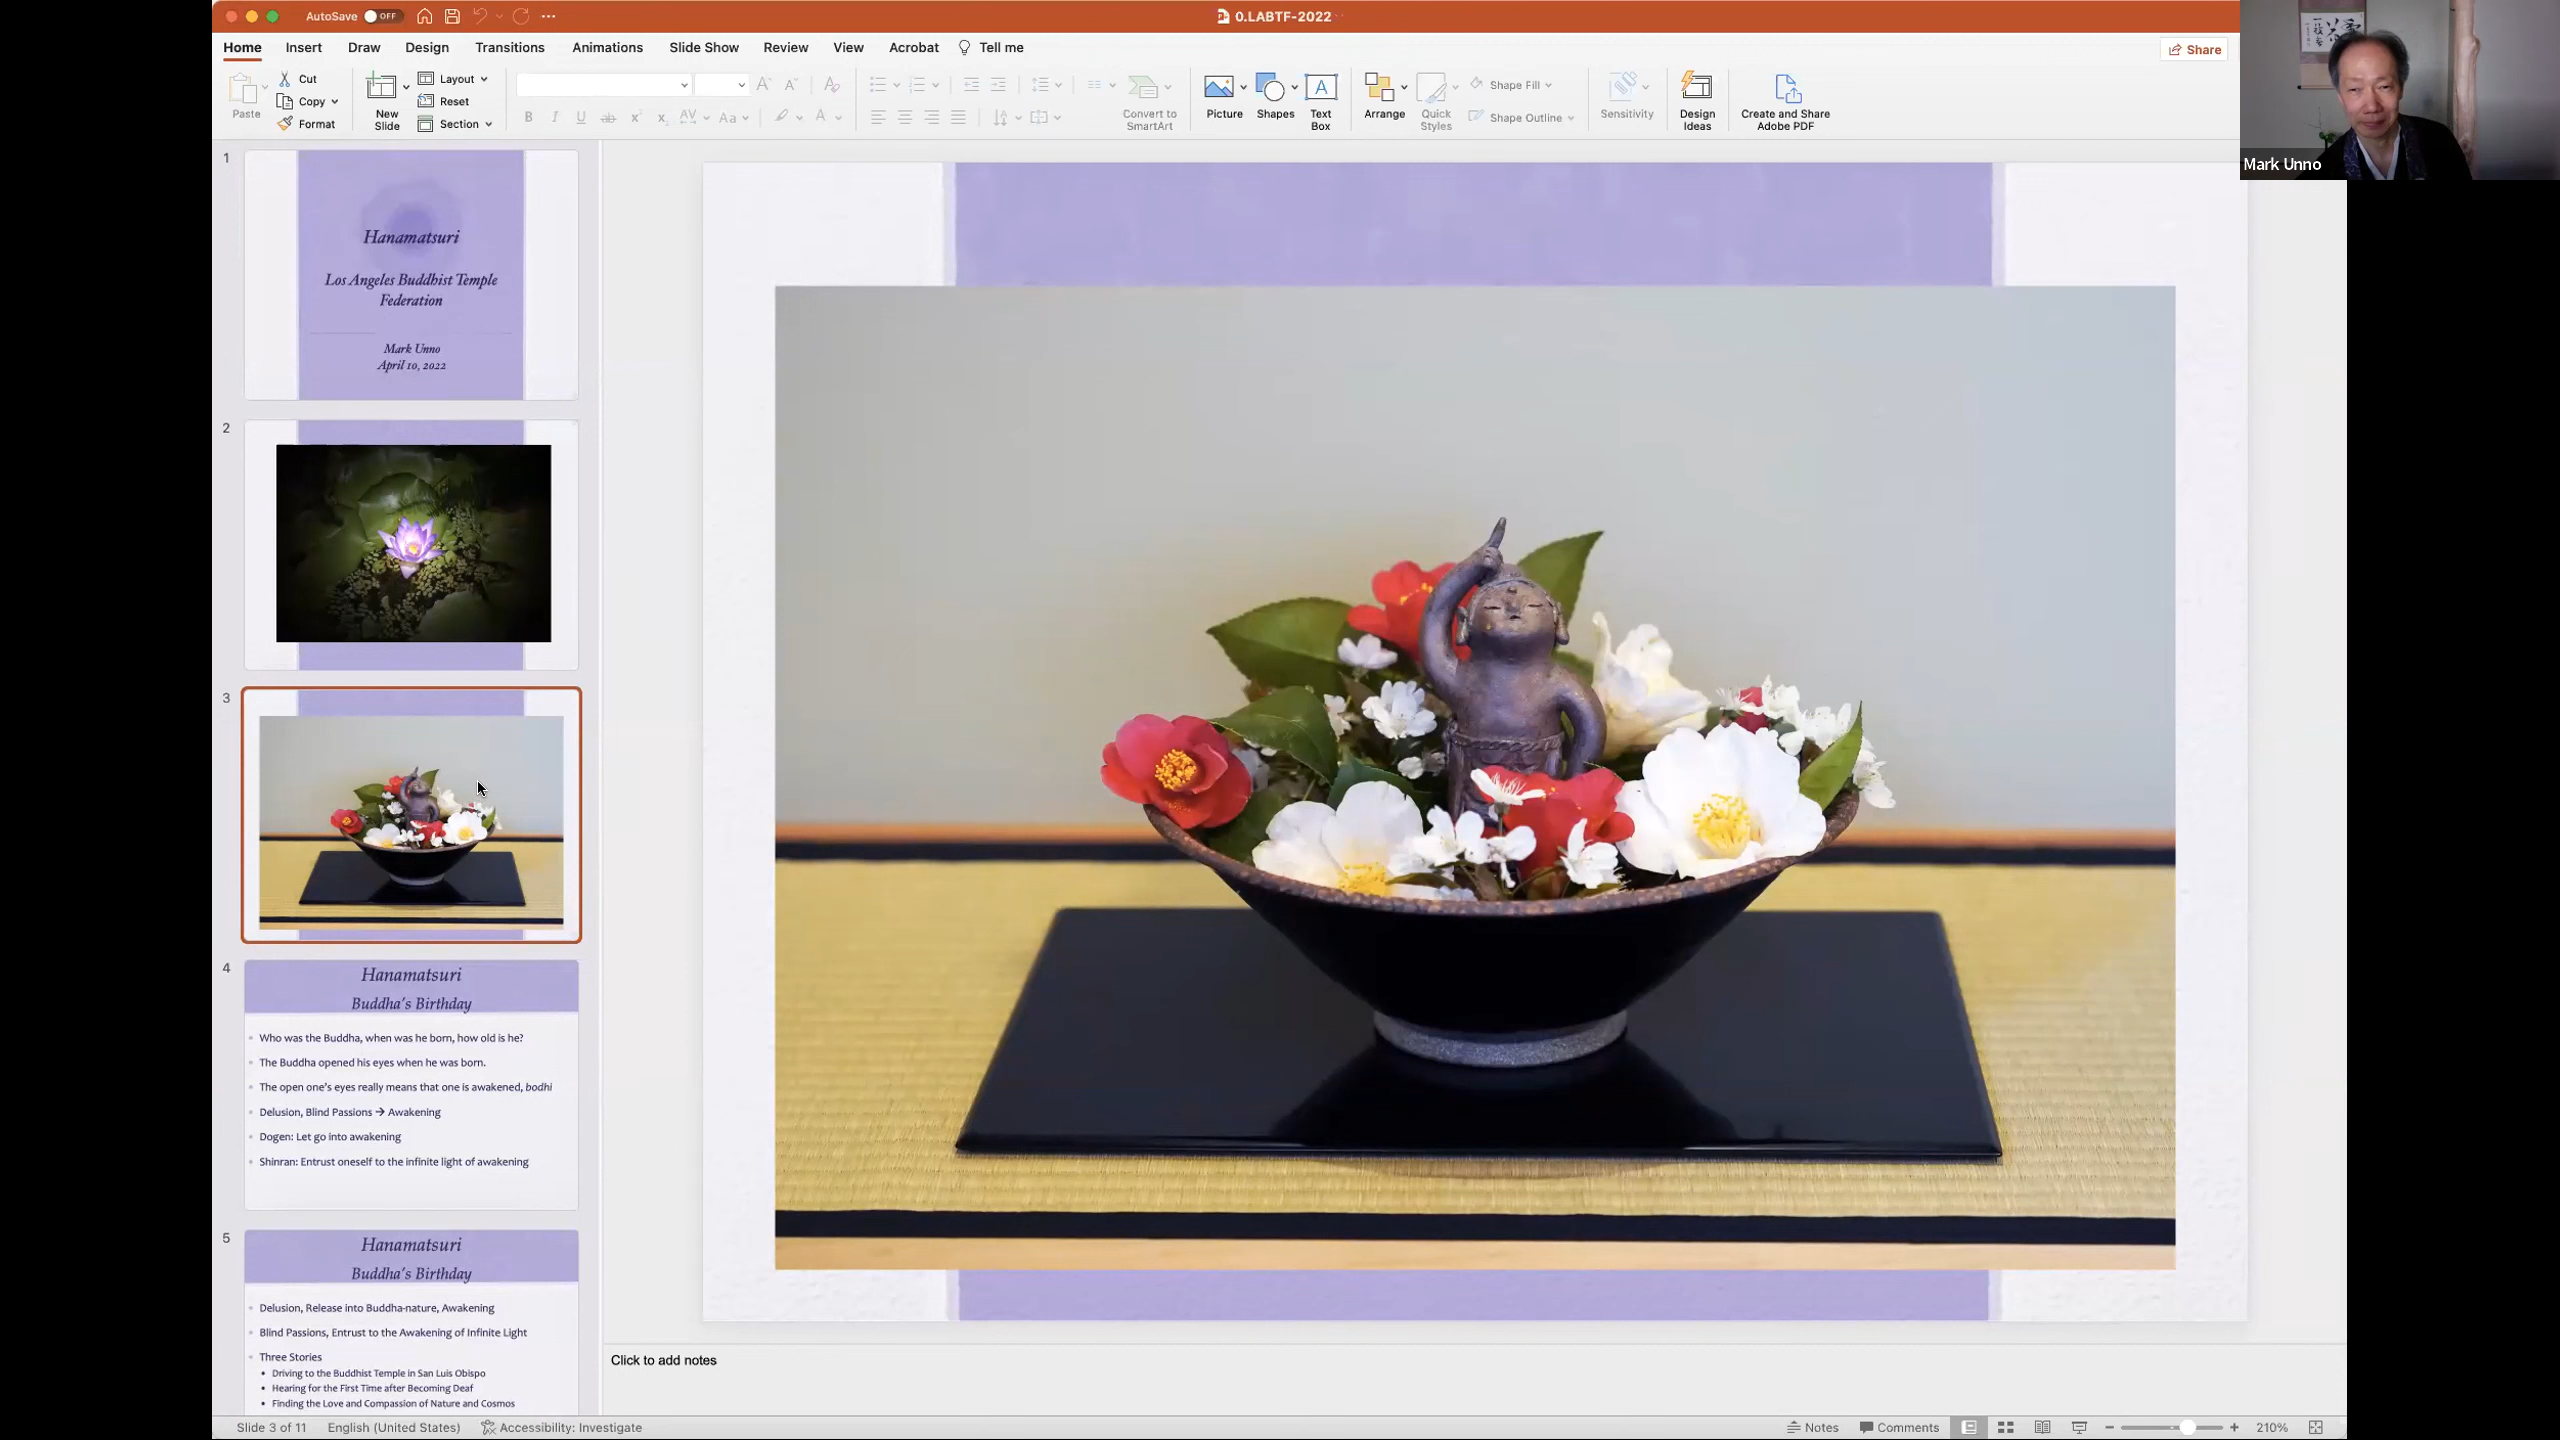 AutoSave OFF
0.LABTF-2022
Home Insert Draw Design Transitions Animations Slide Show Review View Acrobat Tell me
Share
Paste
Cut
Copy
Format
New Slide
Layout
Reset
Section
Convert to SmartArt
Picture
Shapes
Text Box
Arrange
Quick Styles
Shape Fill
Shape Outline
Sensitivity
Design Ideas
Create and Share Adobe PDF
Mark Unno
1
Hanamatsuri
Los Angeles Buddhist Temple
Federation
Mark Unno
April 10, 2022
2
3
4
Hanamatsuri
Buddha's Birthday
Who was the Buddha, when was he born, how old is he?
The Buddha opened his eyes when he was born.
The open one's eyes really means that one is awakened, bodhi
Delusion, Blind Passions → Awakening
Dogen: Let go into awakening
Shinran: Entrust oneself to the infinite light of awakening
5
Hanamatsuri
Buddha's Birthday
Delusion, Release into Buddha-nature, Awakening
Blind Passions, Entrust to the Awakening of Infinite Light
Three Stories
Driving to the Buddhist Temple in San Luis Obispo
Hearing for the First Time after Becoming Deaf
Finding the Love and Compassion of Nature and Cosmos
Click to add notes
Slide 3 of 11 English (United States) Accessibility: Investigate Notes Comments 210%